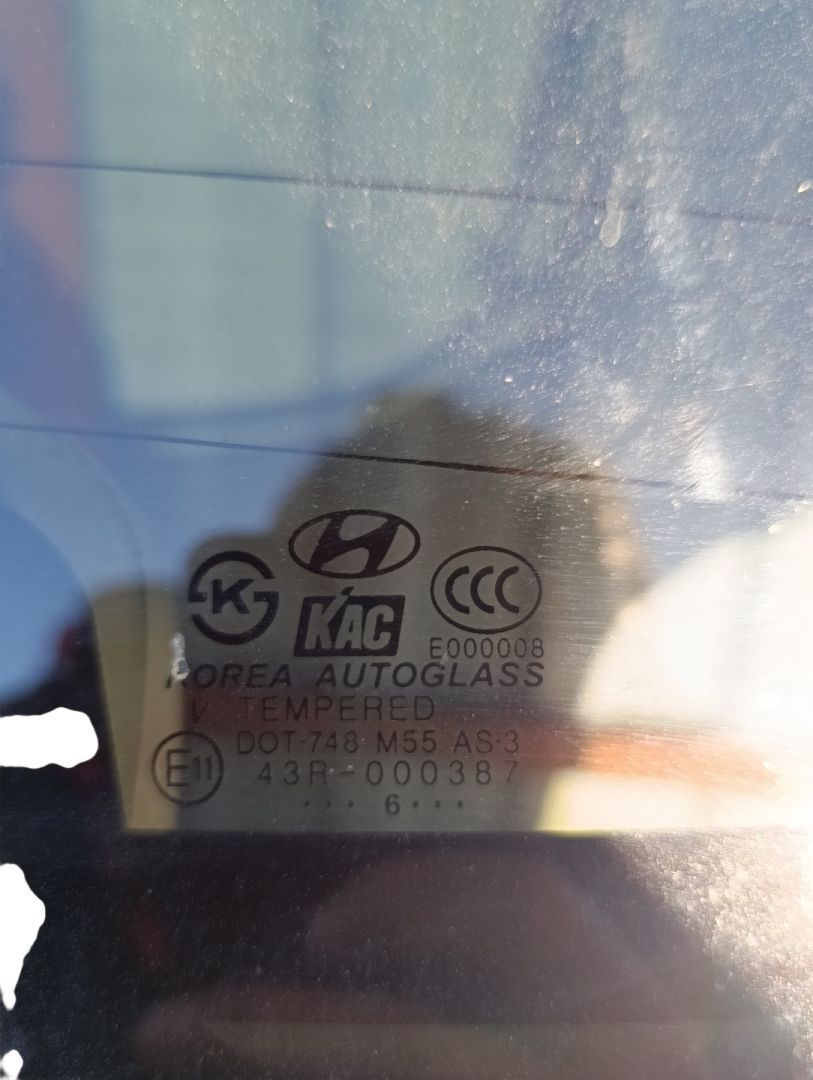 K
CCC
KAC
E000008
KOREA AUTOGLASS
V TEMPERED
DOT-748 M55 AS-3
E11
43R-000387
··· 6 ···